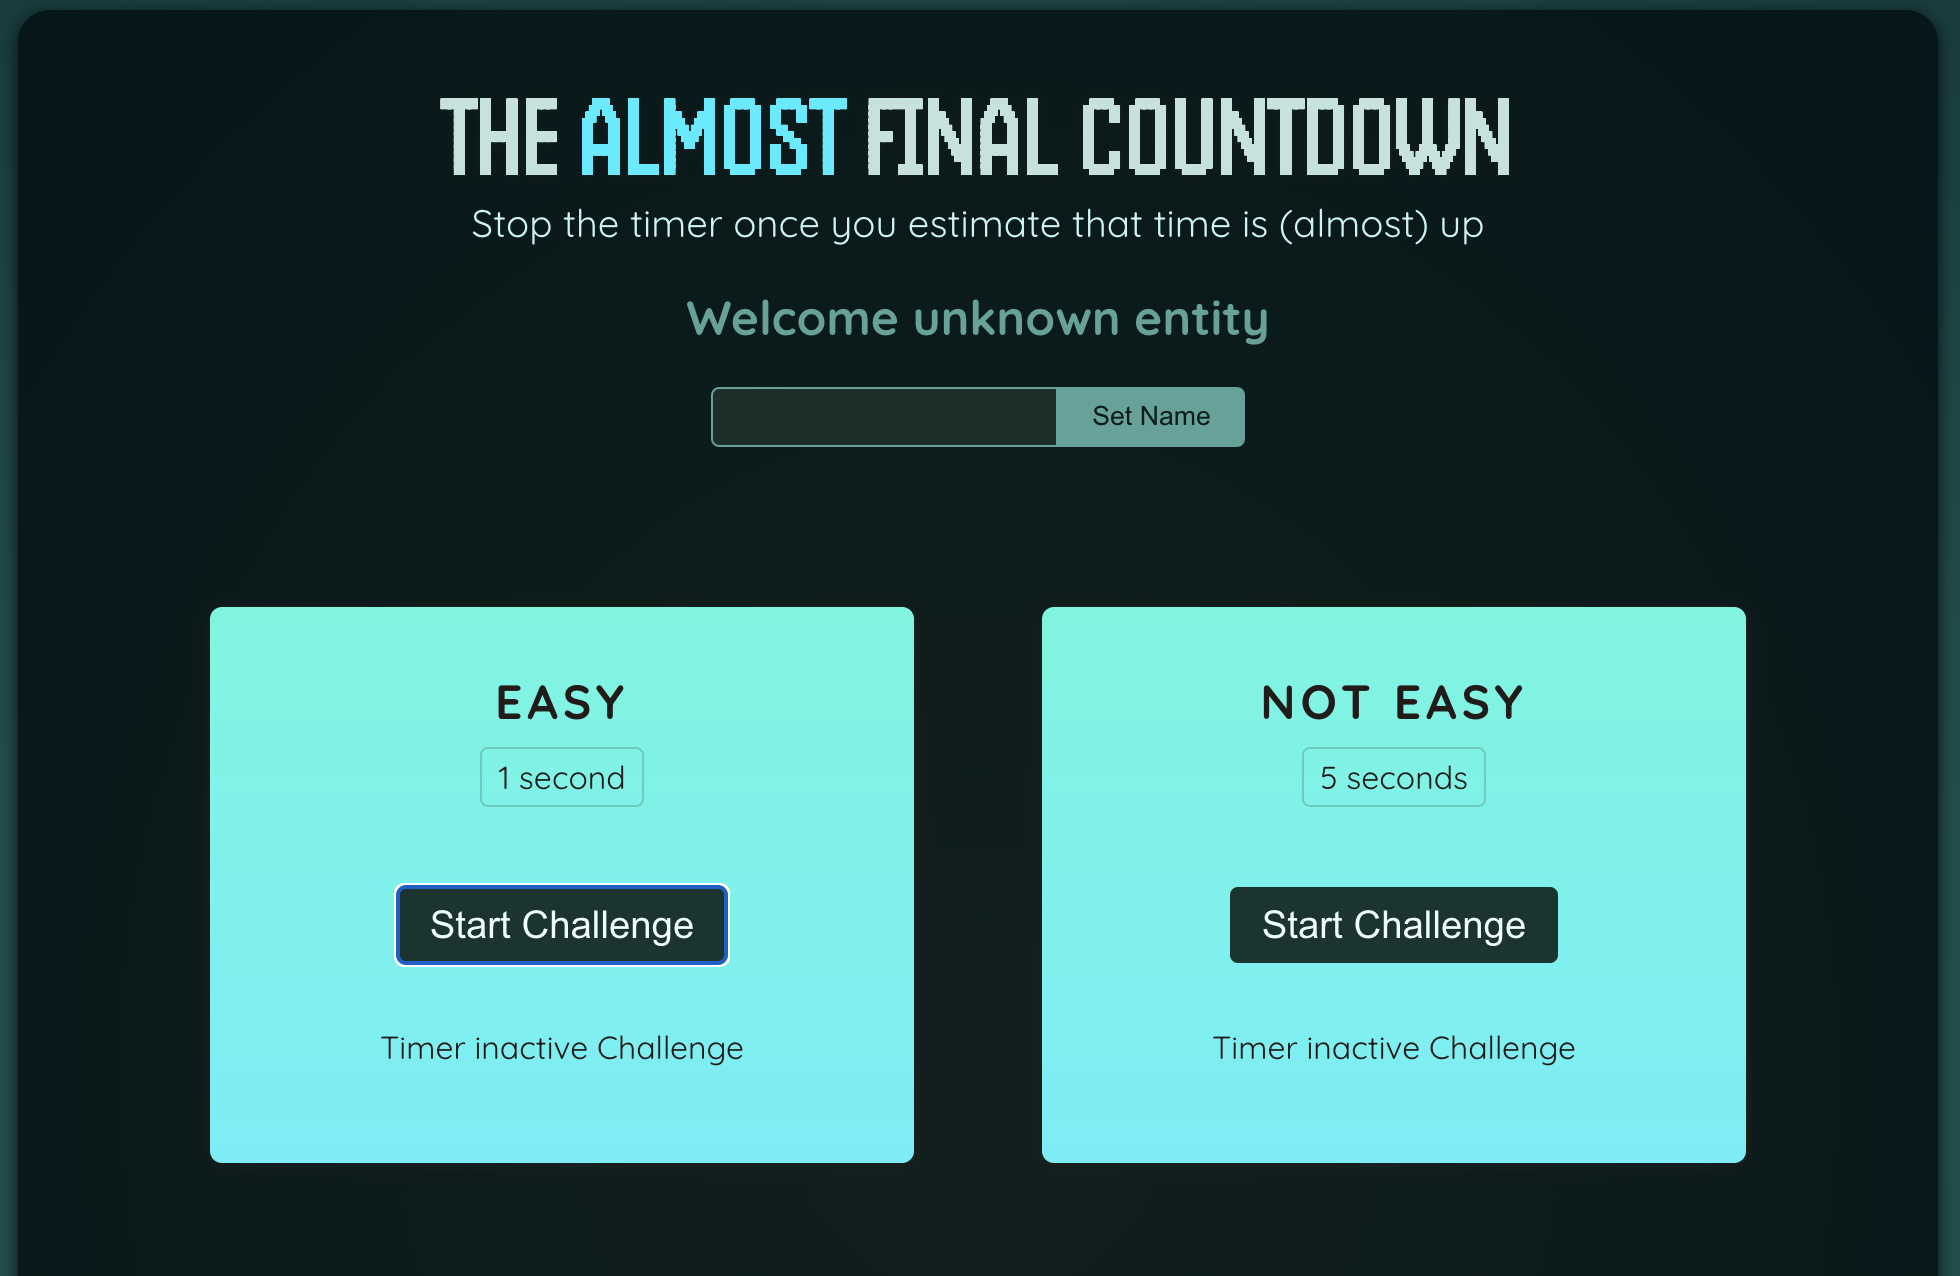 THE ALMOST FINAL COUNTDOWN
Stop the timer once you estimate that time is (almost) up
Welcome unknown entity
Set Name
EASY
1 second
Start Challenge
Timer inactive Challenge
NOT EASY
5 seconds
Start Challenge
Timer inactive Challenge